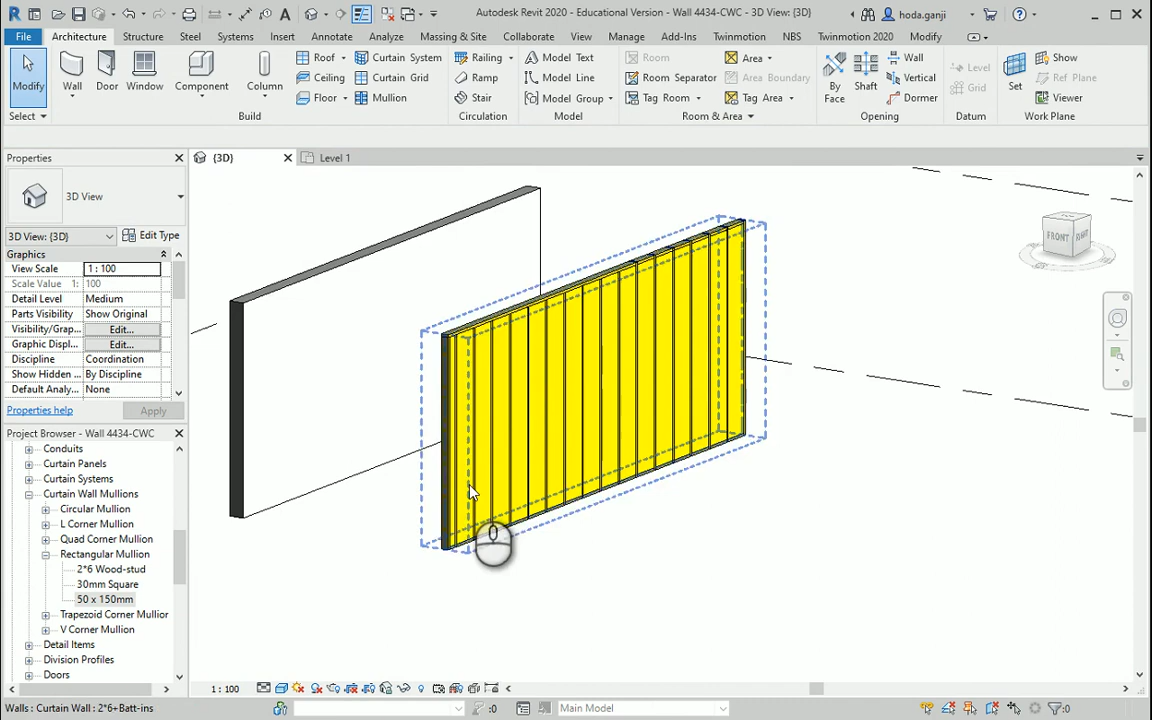 Autodesk Revit 2020 - Educational Version - Wall 4434-CWC - 3D View: {3D}
hoda.ganji
File Architecture Structure Steel Systems Insert Annotate Analyze Massing & Site Collaborate View Manage Add-Ins Twinmotion NBS Twinmotion 2020 Modify
Modify Wall Door Window Component Column
Roof Curtain System Railing Model Text Room Area Wall Level Show
Ceiling Curtain Grid Ramp Model Line Room Separator Area Boundary Vertical Grid Ref Plane
Floor Mullion Stair Model Group Tag Room Tag Area By Face Shaft Dormer Set Viewer
Select Build Circulation Model Room & Area Opening Datum Work Plane
Properties
{3D} Level 1
3D View
3D View: {3D} Edit Type
Graphics
View Scale 1 : 100
Scale Value 1: 100
Detail Level Medium
Parts Visibility Show Original
Visibility/Grap... Edit...
Graphic Displ... Edit...
Discipline Coordination
Show Hidden ... By Discipline
Default Analy... None
Properties help Apply
Project Browser - Wall 4434-CWC
Conduits
Curtain Panels
Curtain Systems
Curtain Wall Mullions
Circular Mullion
L Corner Mullion
Quad Corner Mullion
Rectangular Mullion
2*6 Wood-stud
30mm Square
50 x 150mm
Trapezoid Corner Mullior
V Corner Mullion
Detail Items
Division Profiles
Doors
FRONT RIGHT
1 : 100
Walls : Curtain Wall : 2*6+Batt-ins
:0
Main Model
:0